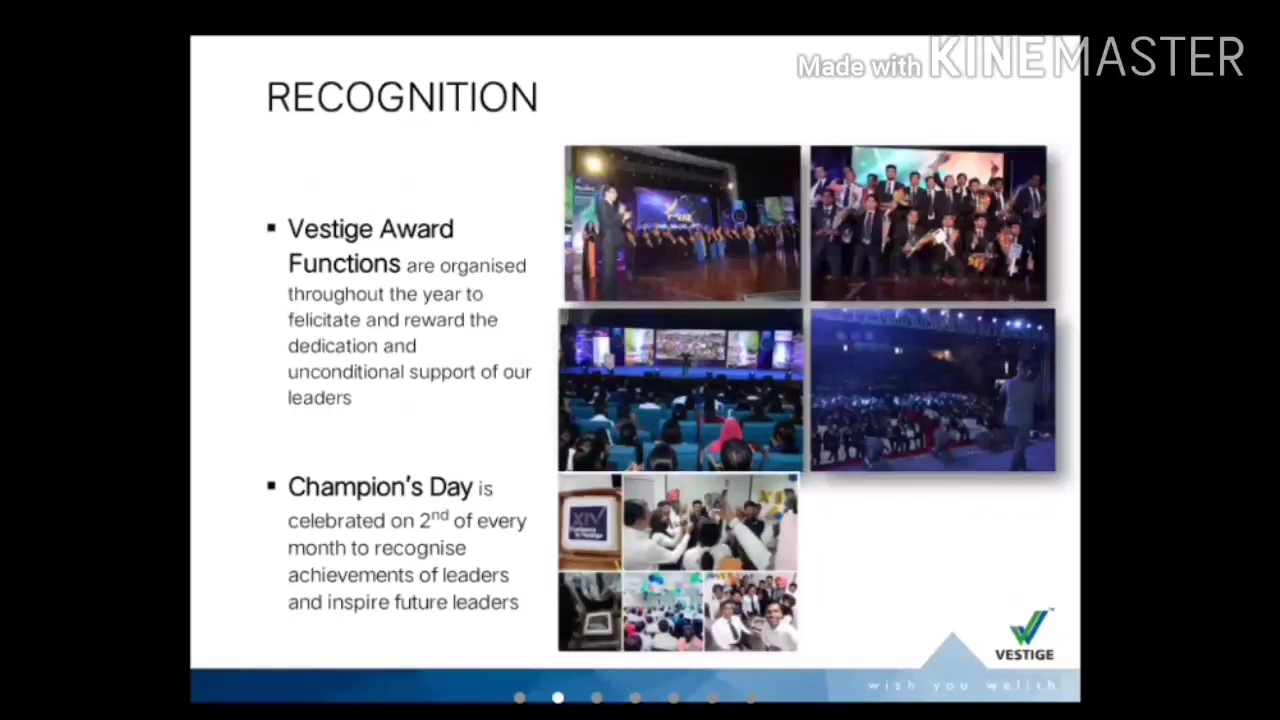 Made with KINEMASTER
RECOGNITION
▪ Vestige Award
Functions are organised
throughout the year to
felicitate and reward the
dedication and
unconditional support of our
leaders
▪ Champion's Day is
celebrated on 2nd of every
month to recognise
achievements of leaders
and inspire future leaders
XIV
VESTIGE
wish you wellth